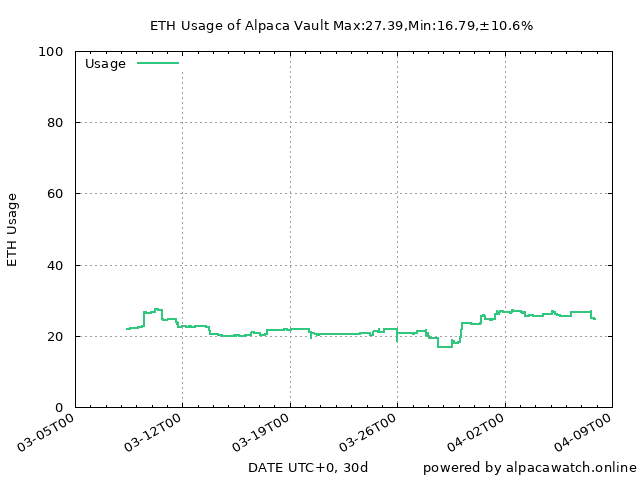 ETH Usage of Alpaca Vault Max:27.39,Min:16.79,±10.6%
Usage
100
80
60
40
20
0
ETH Usage
03-05T00
03-12T00
03-19T00
03-26T00
04-02T00
04-09T00
DATE UTC+0, 30d
powered by alpacawatch.online